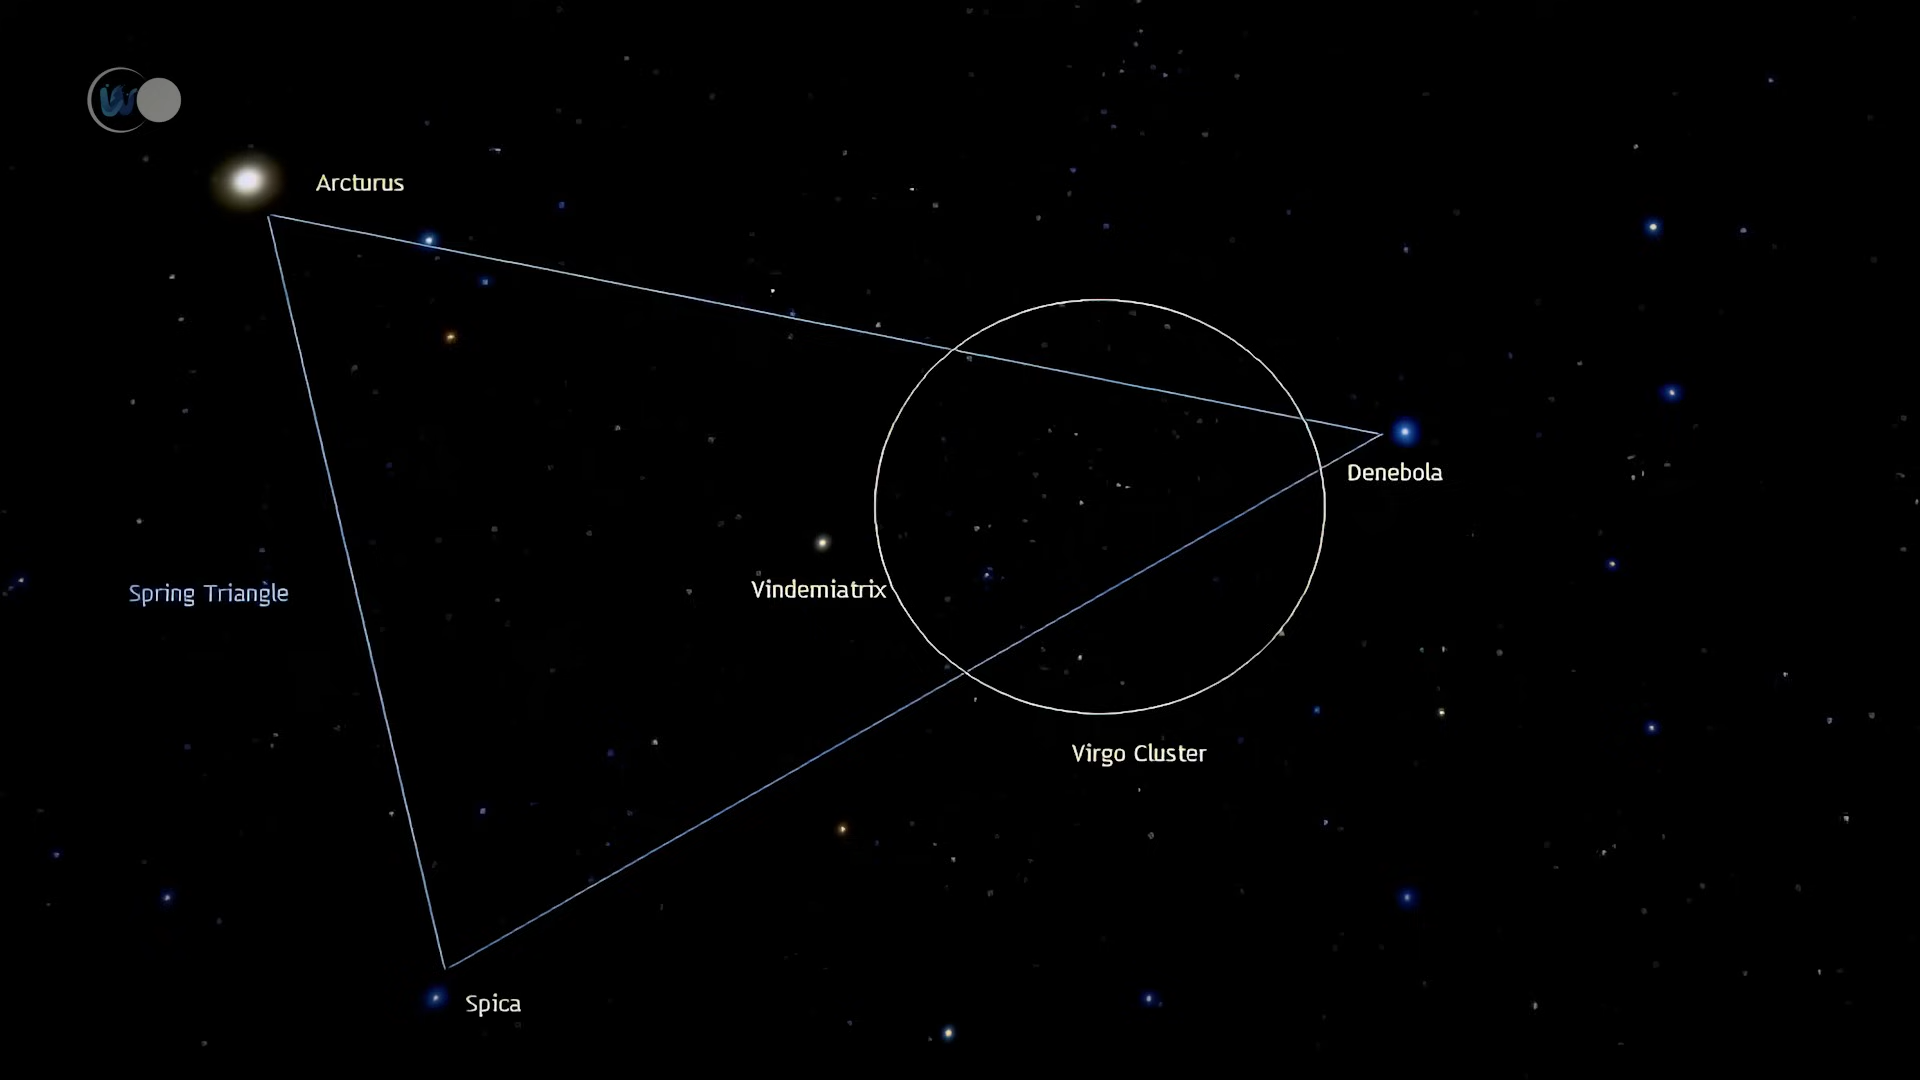 Arcturus
Denebola
Spring Triangle
Vindemiatrix
Virgo Cluster
Spica